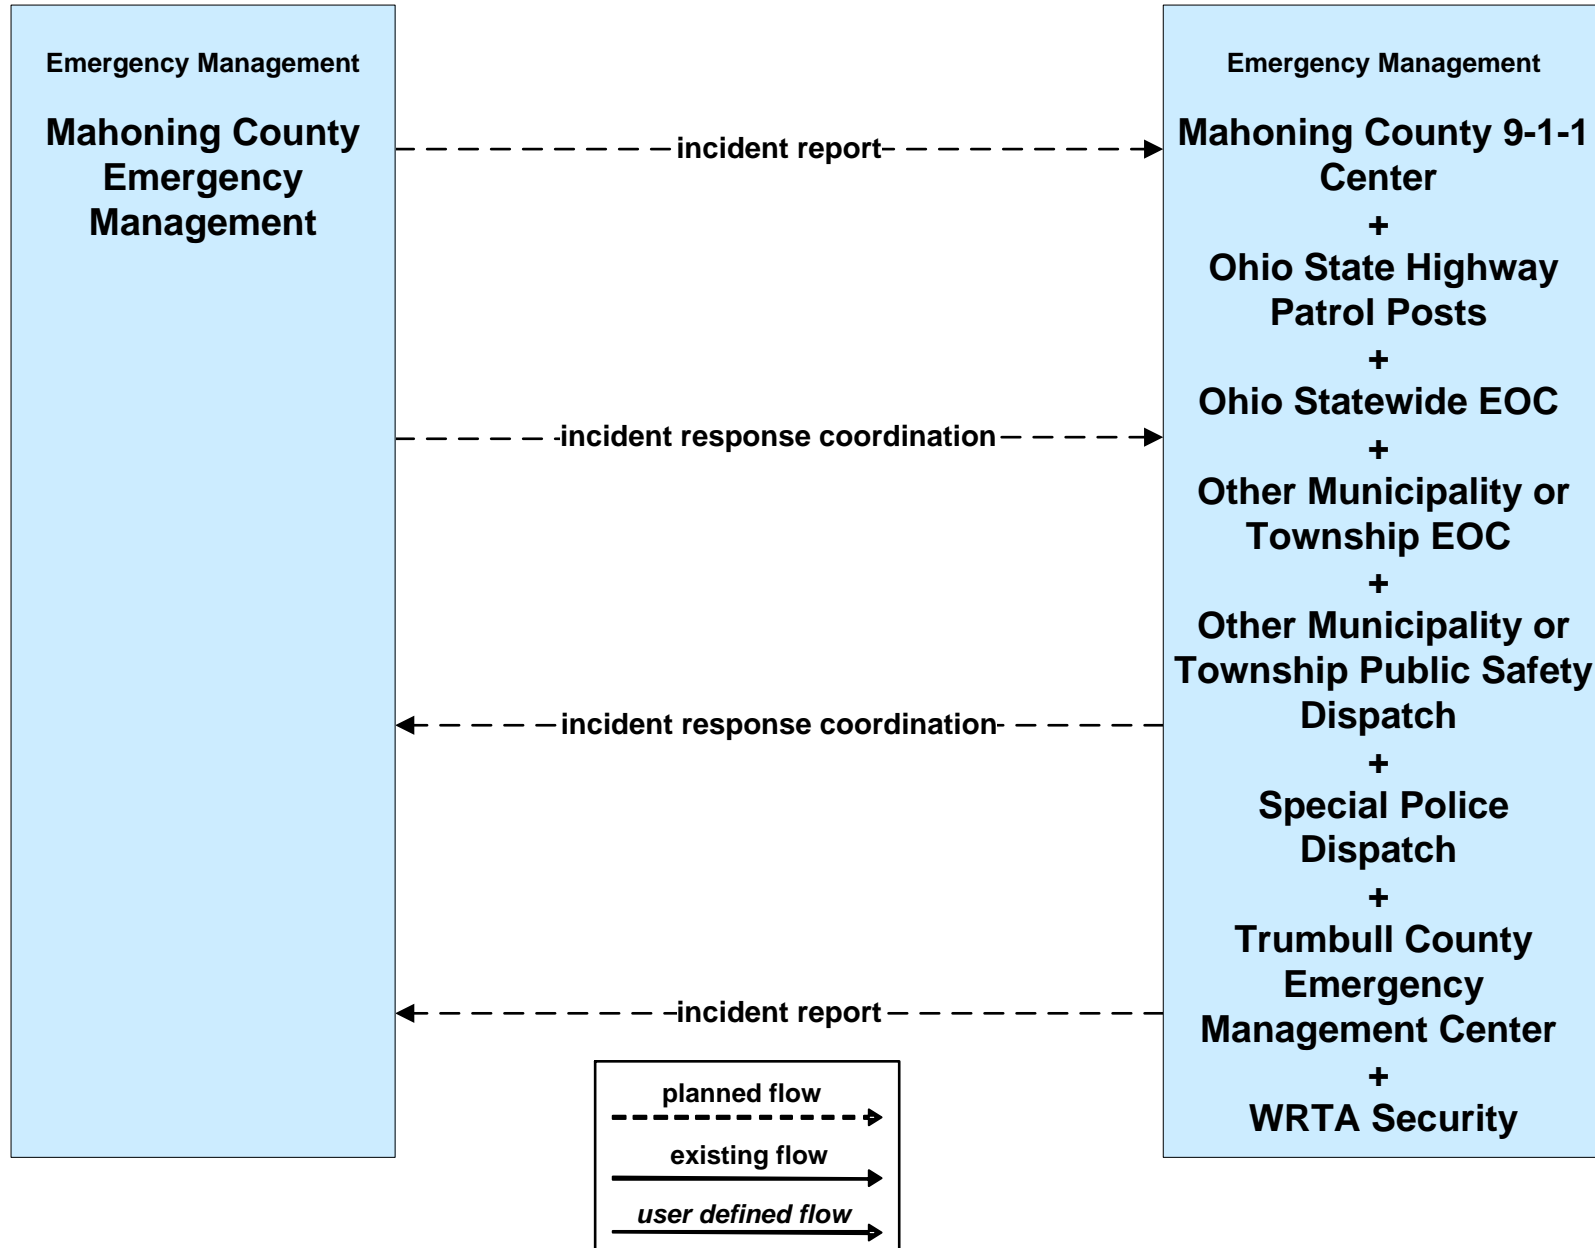 Emergency Management
Mahoning County
Emergency
Management
incident report
incident response coordination
incident response coordination
incident report
Emergency Management
Mahoning County 9-1-1
Center
+
Ohio State Highway
Patrol Posts
+
Ohio Statewide EOC
+
Other Municipality or
Township EOC
+
Other Municipality or
Township Public Safety
Dispatch
+
Special Police
Dispatch
+
Trumbull County
Emergency
Management Center
+
WRTA Security
planned flow
existing flow
user defined flow